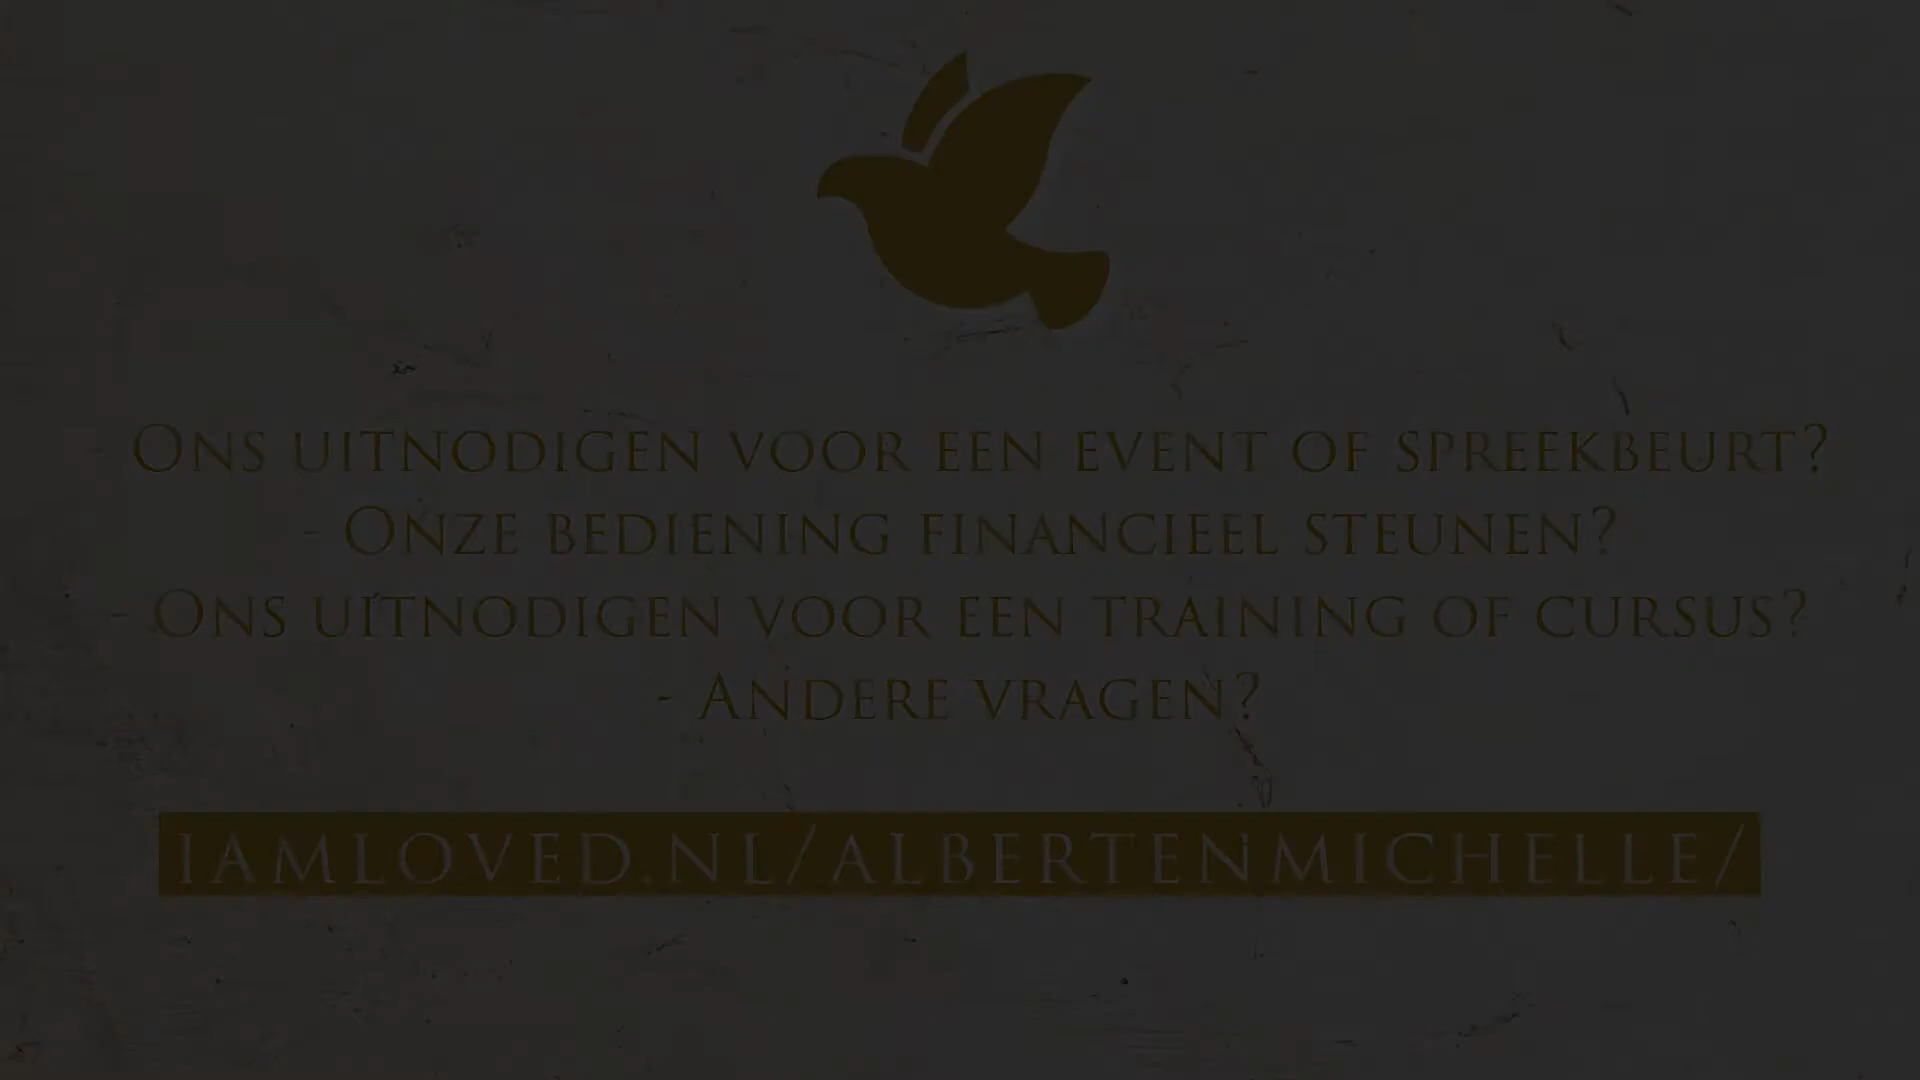 Ons uitnodigen voor een event of spreekbeurt?
- Onze bediening financieel steunen?
- Ons uitnodigen voor een training of cursus?
- Andere vragen?
iamloved.nl/albertenmichelle/